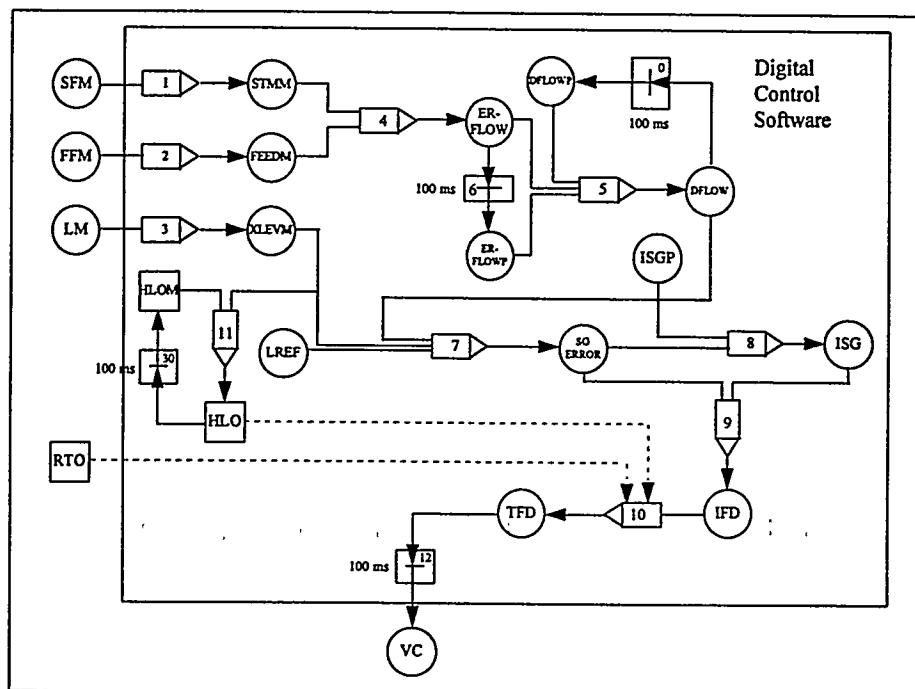 SFM
1
STMM
FFM
2
FEEDM
LM
3
XLEVM
4
ER-
FLOW
100 ms
6
ER-
FLOWP
DFLOWP
0
100 ms
5
DFLOW
Digital
Control
Software
ISGP
HLOM
11
100 ms
30
HLO
LREF
7
SG
ERROR
8
ISG
9
RTO
TFD
10
IFD
100 ms
12
VC